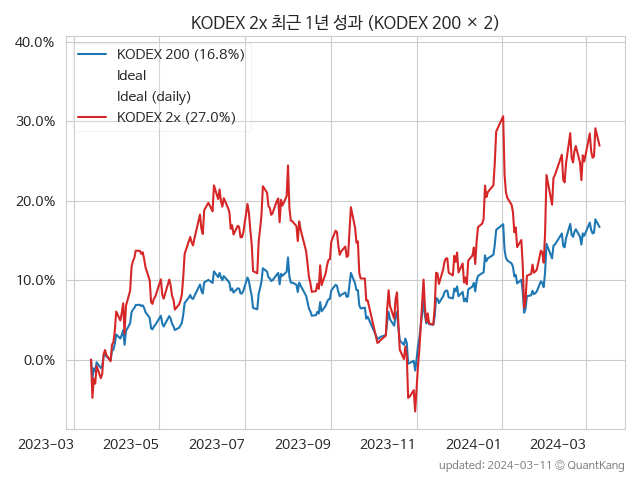 KODEX 2x 최근 1년 성과 (KODEX 200 × 2)
40.0%
30.0%
20.0%
10.0%
0.0%
KODEX 200 (16.8%)
Ideal
Ideal (daily)
KODEX 2x (27.0%)
2023-03
2023-05
2023-07
2023-09
2023-11
2024-01
2024-03
updated: 2024-03-11 © QuantKang